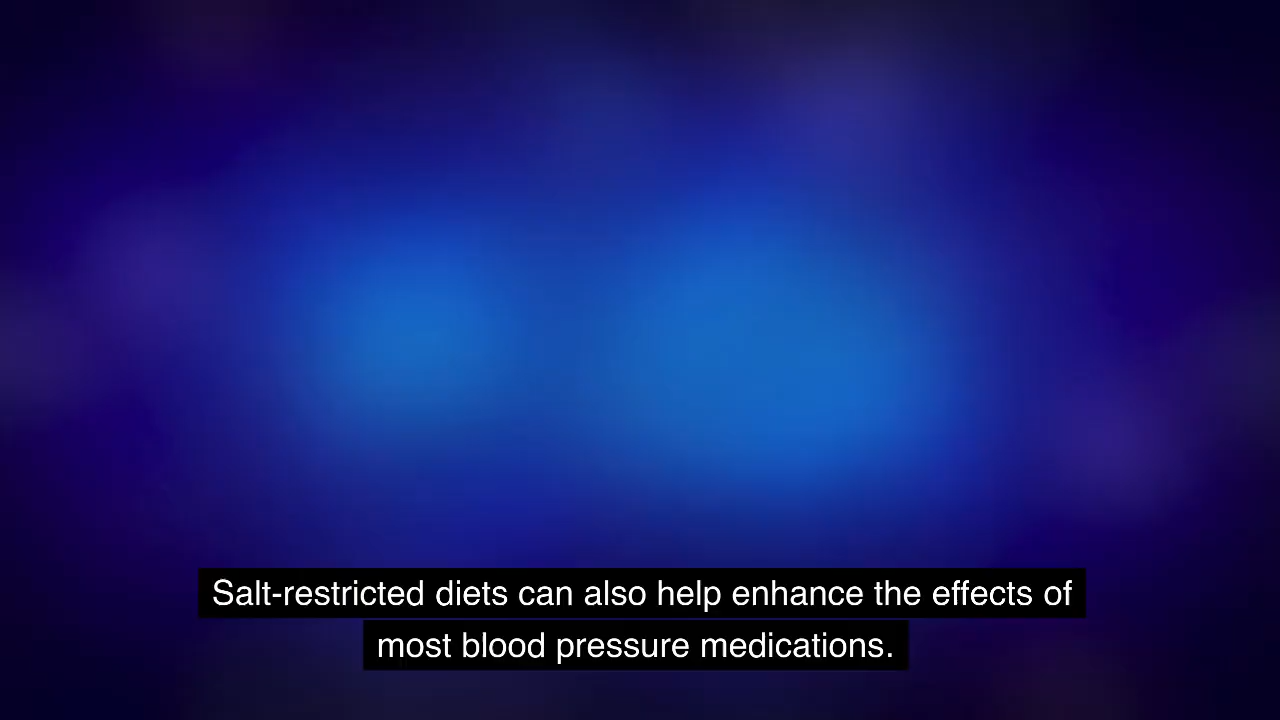 Salt-restricted diets can also help enhance the effects of
most blood pressure medications.